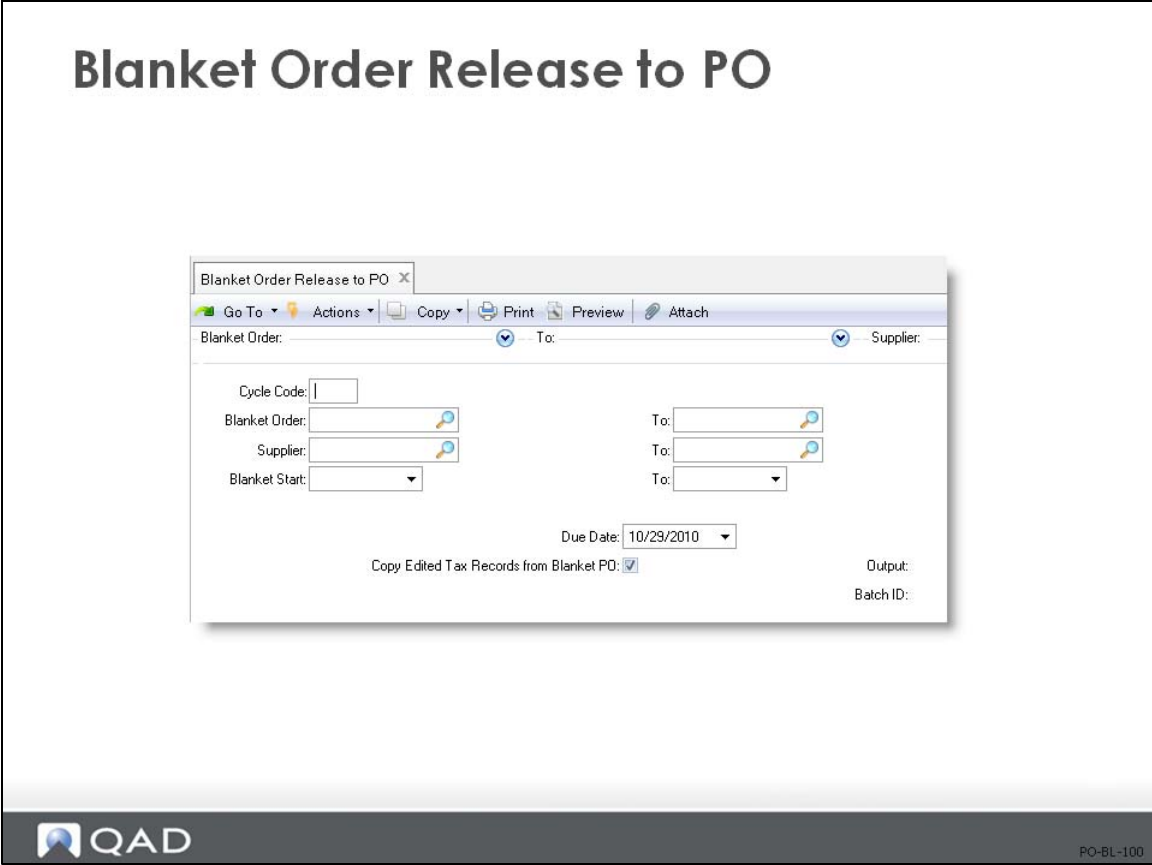 Blanket Order Release to PO
Blanket Order Release to PO
Go To Actions Copy Print Preview Attach
Blanket Order: To: Supplier:
Cycle Code:
Blanket Order: To:
Supplier: To:
Blanket Start: To:
Due Date: 10/29/2010
Copy Edited Tax Records from Blanket PO: Output:
Batch ID:
QAD
PO-BL-100